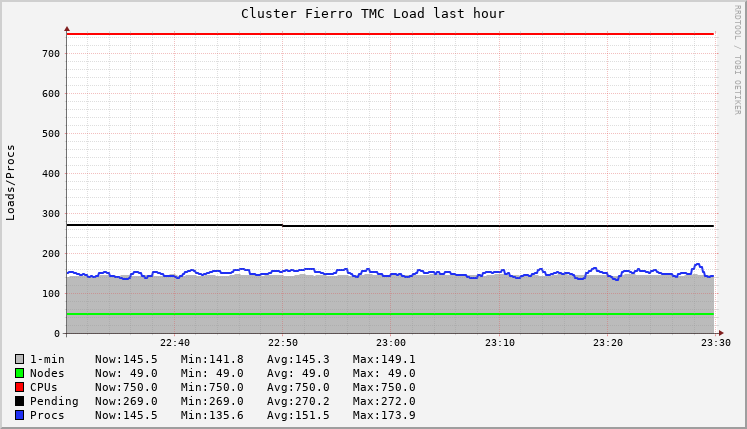 Cluster Fierro TMC Load last hour
RRDTOOL / TOBI OETIKER
Loads/Procs
700
600
500
400
300
200
100
0
22:40 22:50 23:00 23:10 23:20 23:30
1-min Now:145.5 Min:141.8 Avg:145.3 Max:149.1
Nodes Now: 49.0 Min: 49.0 Avg: 49.0 Max: 49.0
CPUs Now:750.0 Min:750.0 Avg:750.0 Max:750.0
Pending Now:269.0 Min:269.0 Avg:270.2 Max:272.0
Procs Now:145.5 Min:135.6 Avg:151.5 Max:173.9